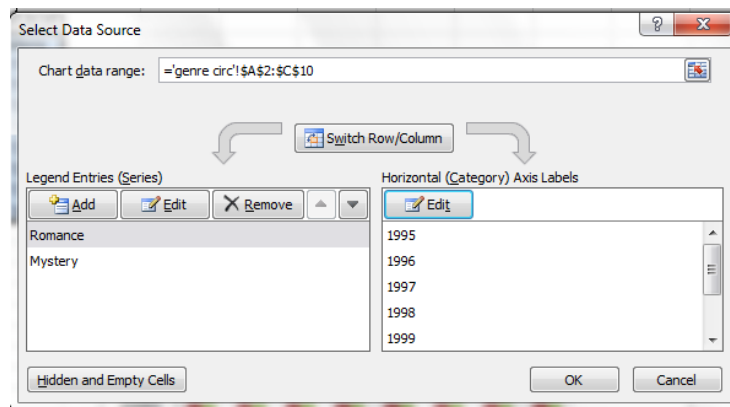 Select Data Source
Chart data range: ='genre circ'!$A$2:$C$10
Switch Row/Column
Legend Entries (Series)
Add Edit Remove
Romance
Mystery
Horizontal (Category) Axis Labels
Edit
1995
1996
1997
1998
1999
Hidden and Empty Cells
OK Cancel